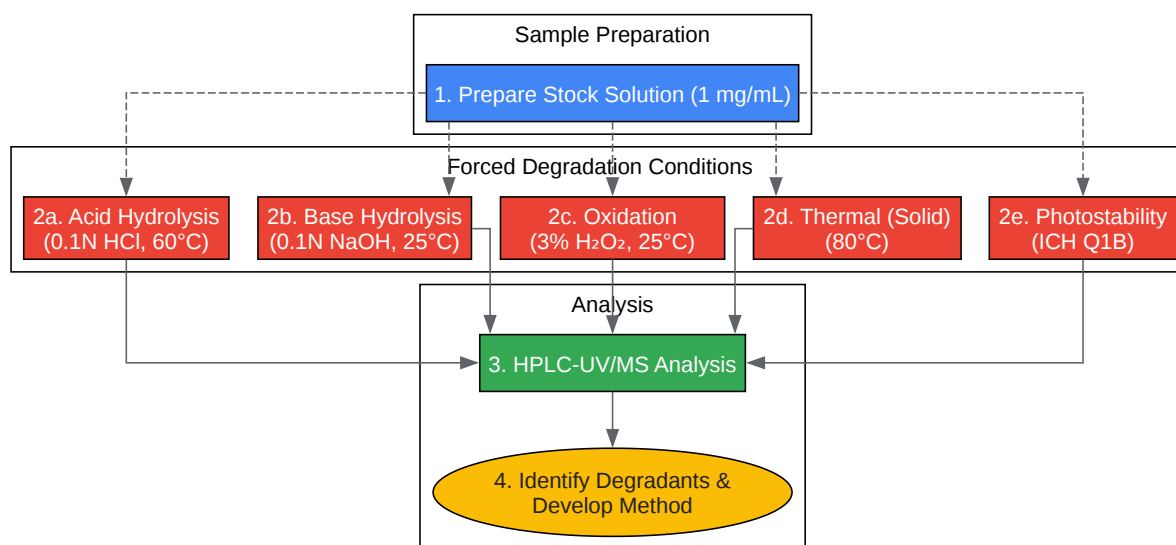 Sample Preparation
1. Prepare Stock Solution (1 mg/mL)
Forced Degradation Conditions
2a. Acid Hydrolysis
(0.1N HCl, 60°C)
2b. Base Hydrolysis
(0.1N NaOH, 25°C)
2c. Oxidation
(3% H₂O₂, 25°C)
2d. Thermal (Solid)
(80°C)
2e. Photostability
(ICH Q1B)
Analysis
3. HPLC-UV/MS Analysis
4. Identify Degradants &
Develop Method